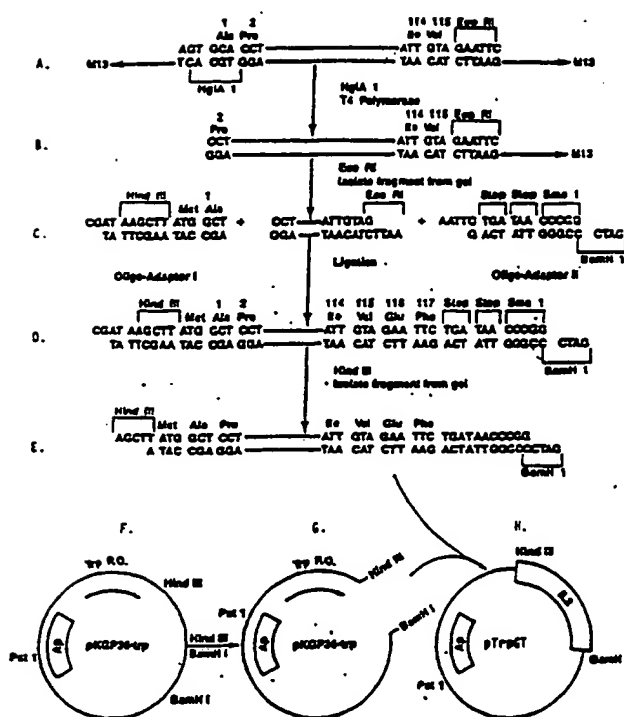 1 2 114 115 Eco RI
Ala Pro Ile Val
AGT GCA CCT ATT GTA GAATTC
A. M13 TCA CGT GGA TAA CAT CTTAAG M13
HgiA 1
HgiA 1
T4 Polymerase
2 114 115 Eco RI
Pro Ile Val
CCT ATT GTA GAATTC
B. GGA TAA CAT CTTAAG M13
Eco RI
Isolate fragment from gel
Hind III 1 Eco RI Stop Stop Sma 1
Met Ala
C. CGAT AAGCTT ATG GCT + CCT ATTGTAG + AATTC TGA TAA CCCGG
TA TTCGAA TAC CGA GGA TAACATCTTAA G ACT ATT GGGCC CTAG
BamH 1
Oligo-Adaptor I Ligation Oligo-Adaptor II
Hind III 1 2 114 115 116 117 Stop Stop Sma 1
Met Ala Pro Ile Val Glu Phe
D. CGAT AAGCTT ATG GCT CCT ATT GTA GAA TTC TGA TAA CCCGG
TA TTCGAA TAC CGA GGA TAA CAT CTT AAG ACT ATT GGGCC CTAG
BamH 1
Hind III
Isolate fragment from gel
Hind III Met Ala Pro Ile Val Glu Phe
AGCTT ATG GCT CCT ATT GTA GAA TTC TGATAACCCGG
E. A TAC CGA GGA TAA CAT CTT AAG ACTATTGGGCCCTAG
BamH 1
F. G. H.
Trp P.O. Hind III Trp P.O. Hind III Hind III
Pst 1 Ap pKGP36-trp Hind III BamH I Pst 1 Ap pKGP36-trp BamH I Ap pTrpGT BamH I
BamH I Pst 1